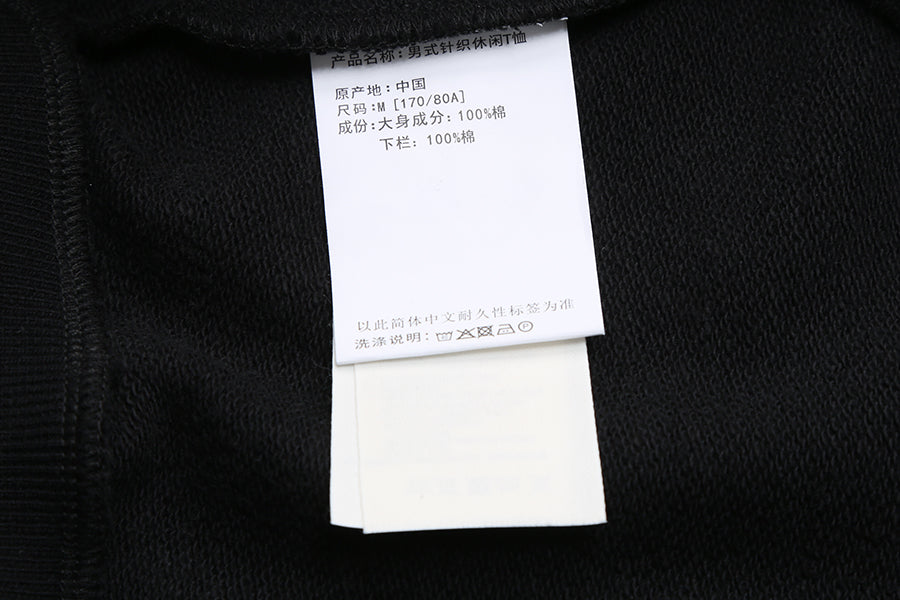 产品名称:男式针织休闲T恤
原产地:中国
尺码:M [170/80A]
成份:大身成分:100%棉
下栏:100%棉
以此简体中文耐久性标签为准
洗涤说明: